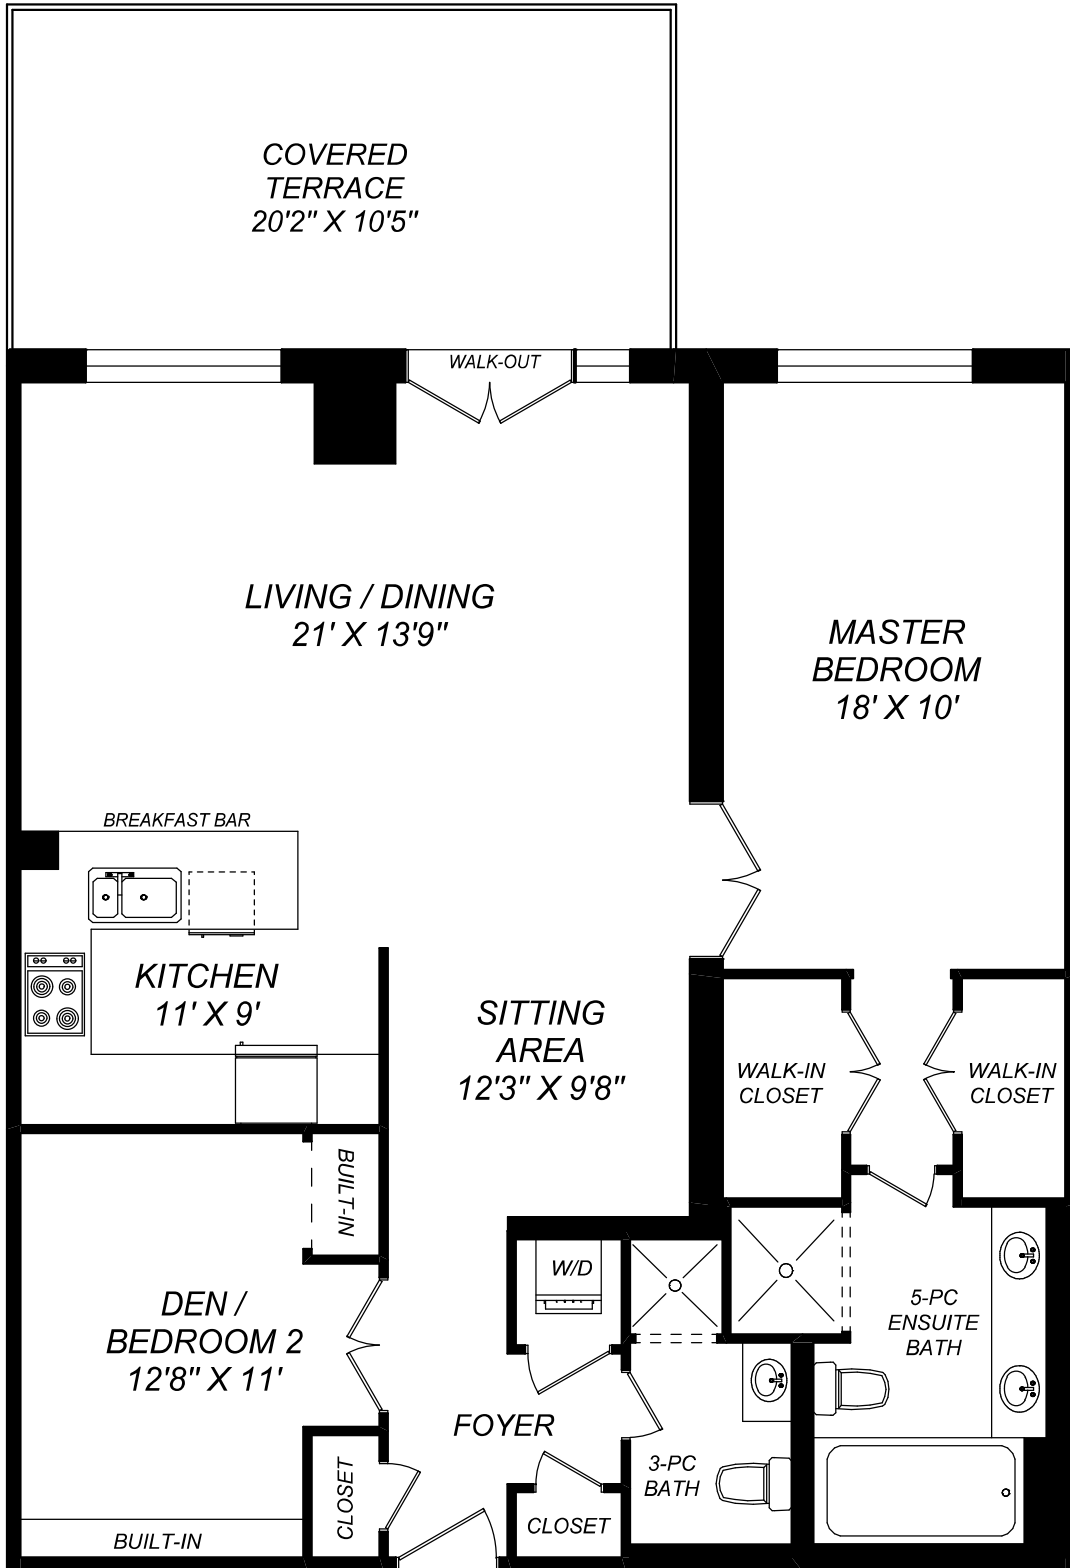 COVERED
TERRACE
20'2" X 10'5"
WALK-OUT
LIVING / DINING
21' X 13'9"
MASTER
BEDROOM
18' X 10'
BREAKFAST BAR
KITCHEN
11' X 9'
SITTING
AREA
12'3" X 9'8"
WALK-IN
CLOSET
WALK-IN
CLOSET
BUILT-IN
W/D
DEN /
BEDROOM 2
12'8" X 11'
5-PC
ENSUITE
BATH
FOYER
3-PC
BATH
CLOSET
CLOSET
BUILT-IN